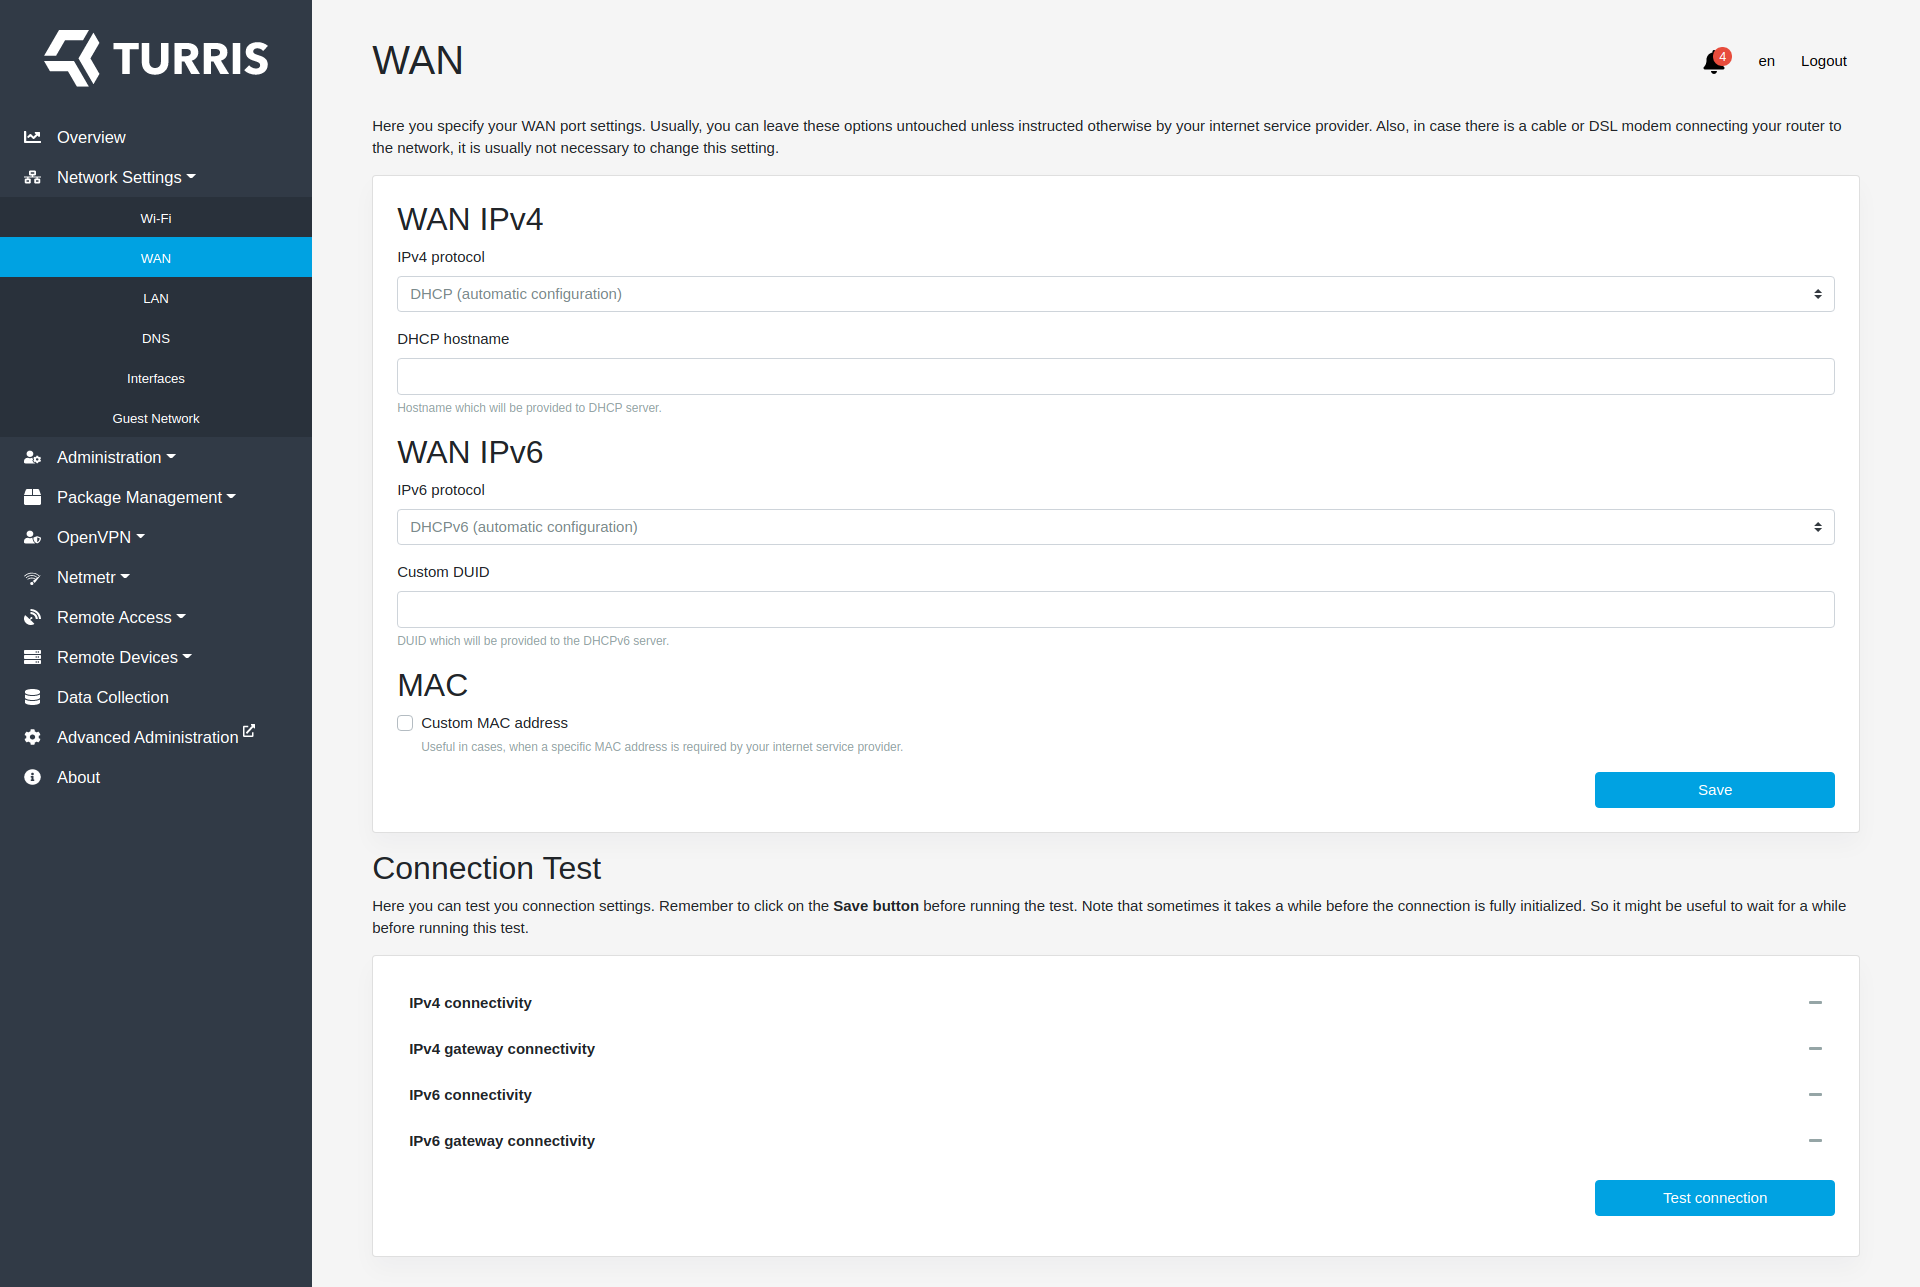 TURRIS
Overview
Network Settings
Wi-Fi
WAN
LAN
DNS
Interfaces
Guest Network
Administration
Package Management
OpenVPN
Netmetr
Remote Access
Remote Devices
Data Collection
Advanced Administration
About
WAN
4
en
Logout
Here you specify your WAN port settings. Usually, you can leave these options untouched unless instructed otherwise by your internet service provider. Also, in case there is a cable or DSL modem connecting your router to
the network, it is usually not necessary to change this setting.
WAN IPv4
IPv4 protocol
DHCP (automatic configuration)
DHCP hostname
Hostname which will be provided to DHCP server.
WAN IPv6
IPv6 protocol
DHCPv6 (automatic configuration)
Custom DUID
DUID which will be provided to the DHCPv6 server.
MAC
Custom MAC address
Useful in cases, when a specific MAC address is required by your internet service provider.
Save
Connection Test
Here you can test you connection settings. Remember to click on the Save button before running the test. Note that sometimes it takes a while before the connection is fully initialized. So it might be useful to wait for a while
before running this test.
IPv4 connectivity
IPv4 gateway connectivity
IPv6 connectivity
IPv6 gateway connectivity
Test connection